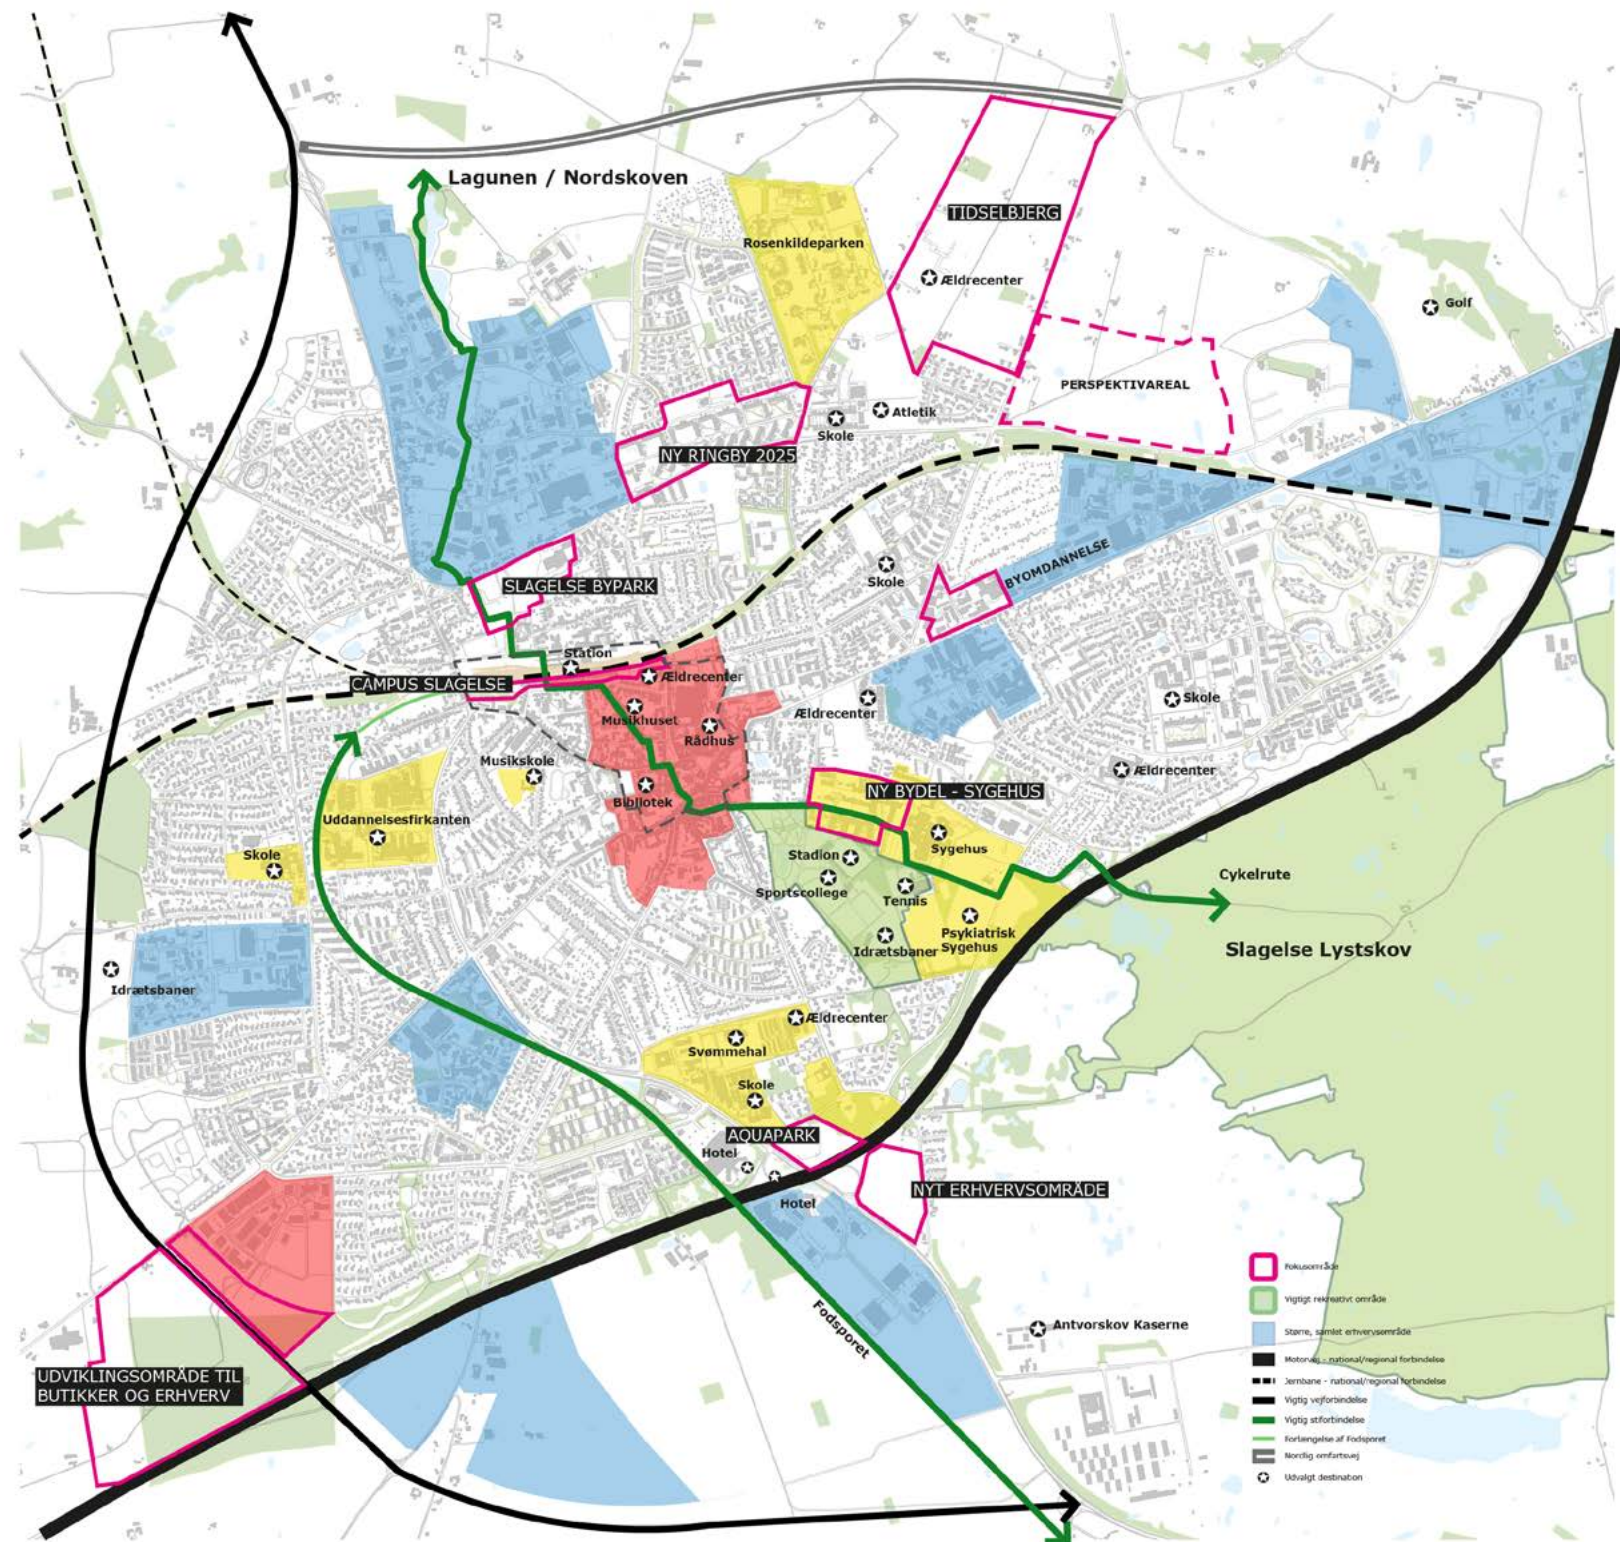 Lagunen / Nordskoven
TIDSELBJERG
Rosenkildeparken
Ældrecenter
Golf
PERSPEKTIVAREAL
Atletik
Skole
NY RINGBY 2025
BYOMDANNELSE
Skole
SLAGELSE BYPARK
Station
CAMPUS SLAGELSE
Ældrecenter
Musikhuset
Rådhus
Ældrecenter
Skole
Musikskole
Bibliotek
Ældrecenter
NY BYDEL - SYGEHUS
Uddannelsesfirkanten
Skole
Sygehus
Stadion
Sportscollege
Tennis
Cykelrute
Psykiatrisk
Sygehus
Idrætsbaner
Slagelse Lystskov
Idrætsbaner
Ældrecenter
Svømmehal
Skole
AQUAPARK
Hotel
Hotel
NYT ERHVERVSOMRÅDE
Fodsporet
Antvorskov Kaserne
UDVIKLINGSOMRÅDE TIL
BUTIKKER OG ERHVERV
Fokusområde
Vigtigt rekreativt område
Større, samlet erhvervsområde
Motorvej - national/regional forbindelse
Jernbane - national/regional forbindelse
Vigtig vejforbindelse
Vigtig stiforbindelse
Forlængelse af Fodsporet
Nordlig omfartsvej
Udvalgt destination